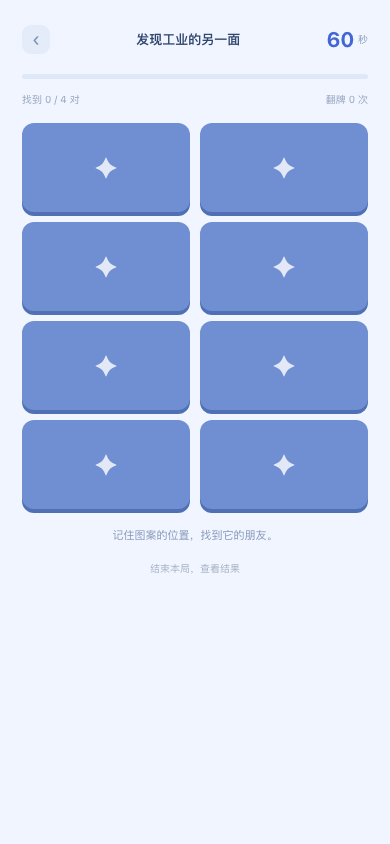 发现工业的另一面
60 秒
找到 0 / 4 对
翻牌 0 次
记住图案的位置，找到它的朋友。
结束本局，查看结果